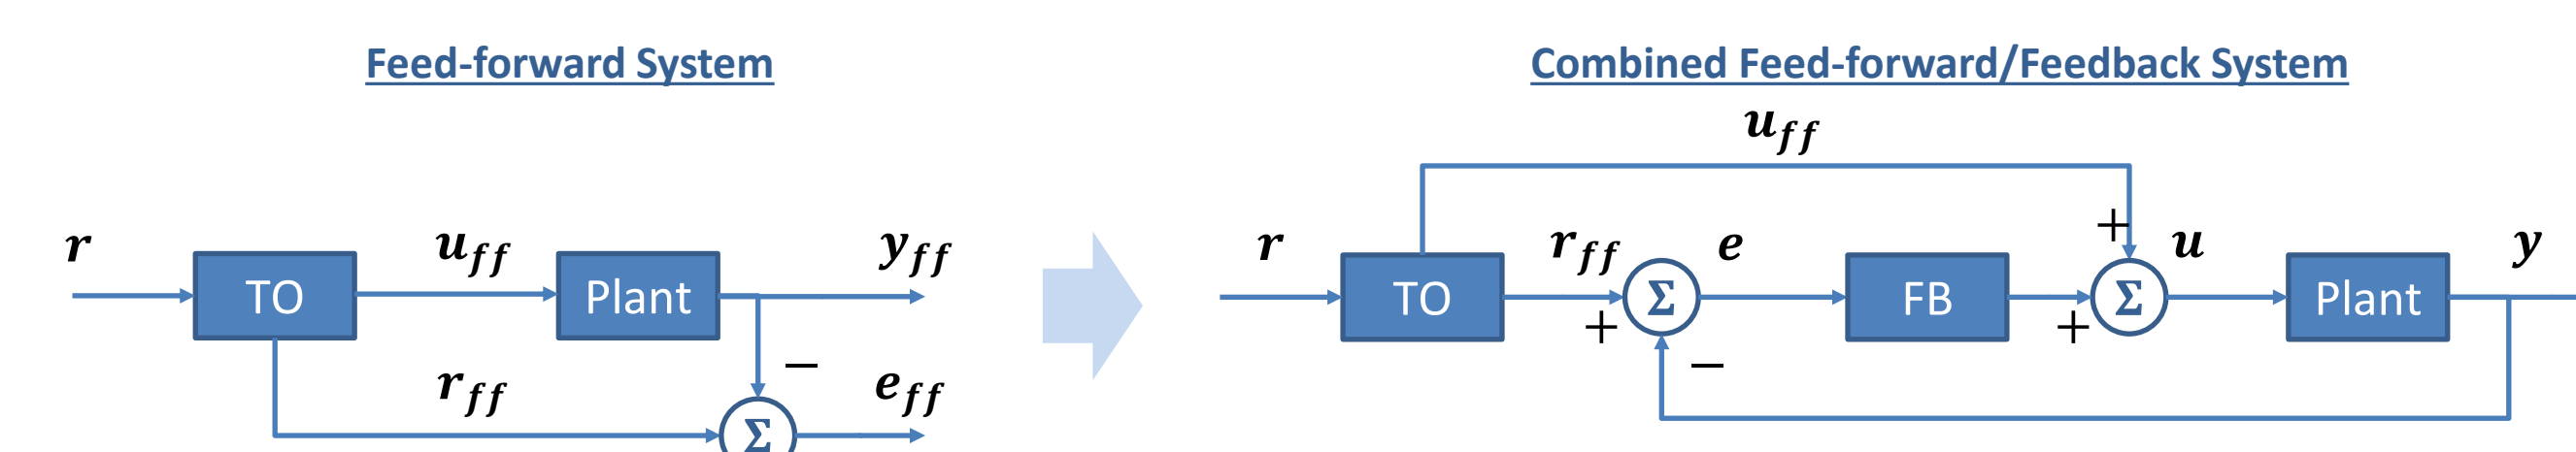 Feed-forward System
Combined Feed-forward/Feedback System
r
TO
u_ff
Plant
y_ff
−
r_ff
Σ
e_ff
u_ff
r
TO
r_ff
+
Σ
−
e
FB
+
+
Σ
u
Plant
y